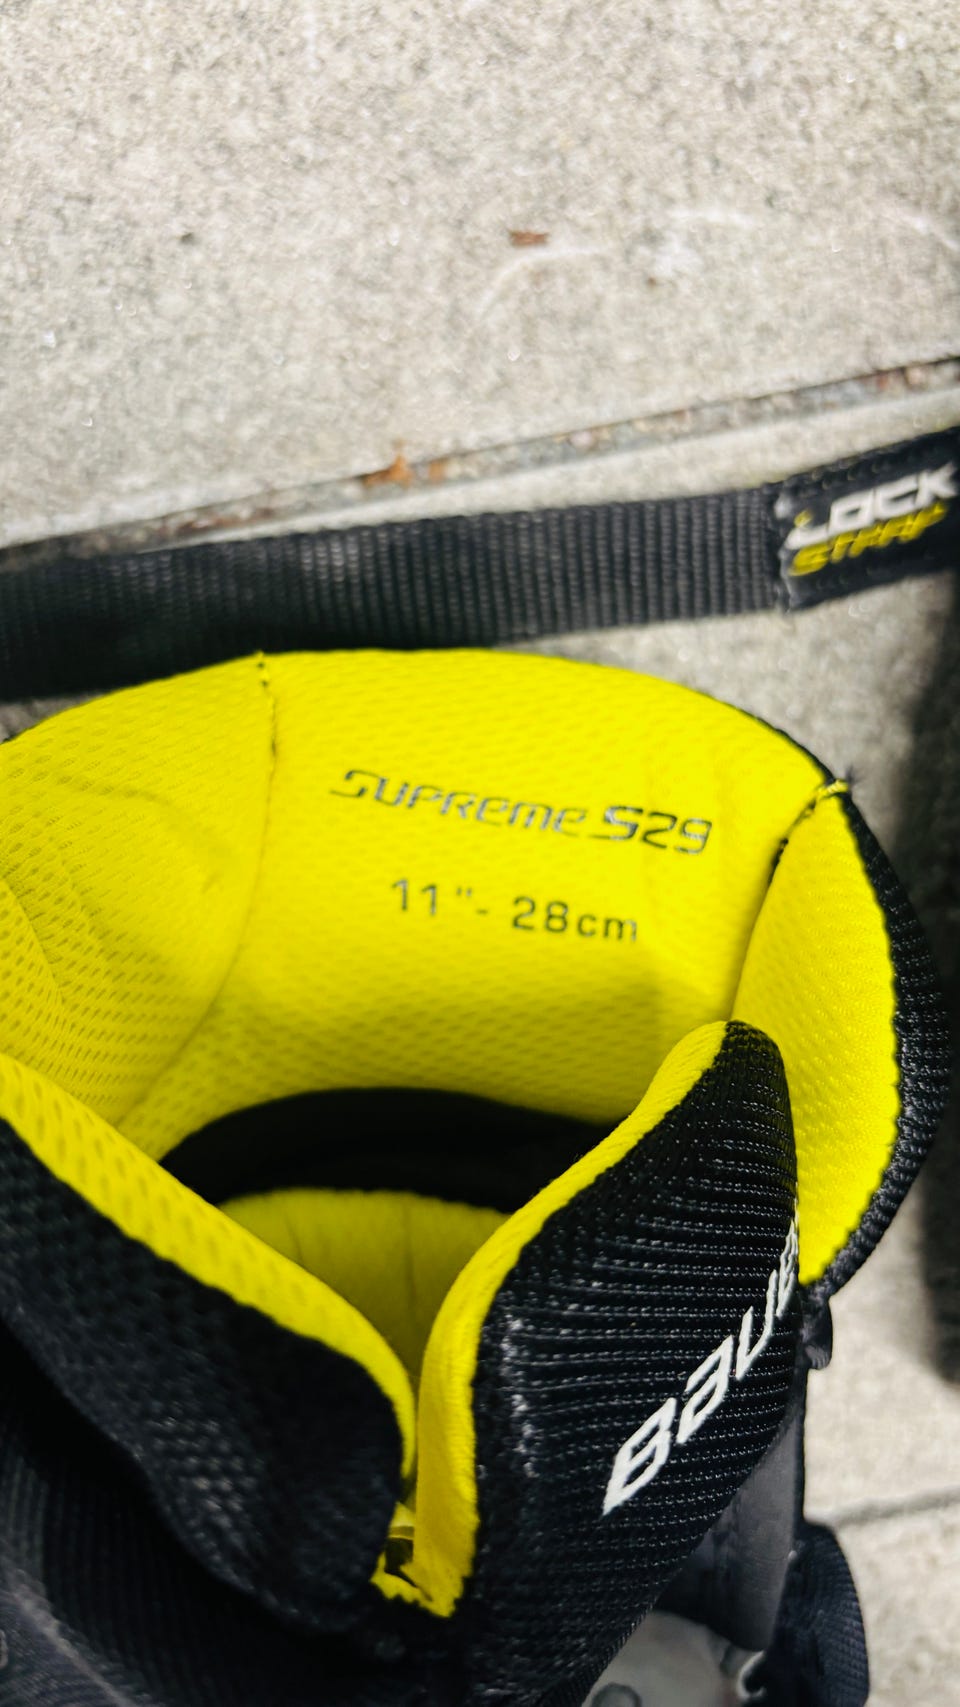 LOCK
STRAP
SUPREME S29
11"- 28cm
BAUER